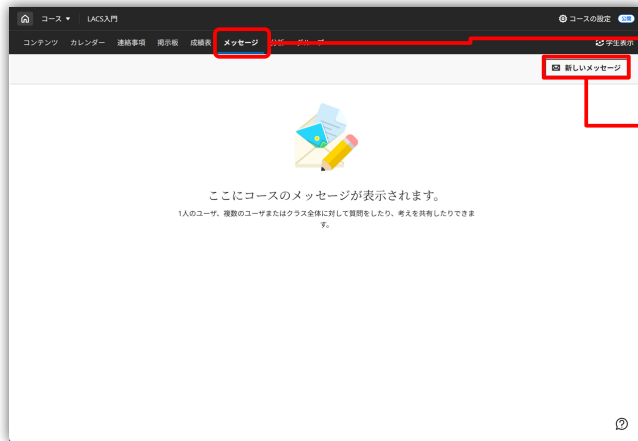 コース ▼ LACS入門 コースの設定 公開
コンテンツ カレンダー 連絡事項 掲示板 成績表 メッセージ 分析 グループ 学生表示
新しいメッセージ
ここにコースのメッセージが表示されます。
1人のユーザ、複数のユーザまたはクラス全体に対して質問をしたり、考えを共有したりできま
す。